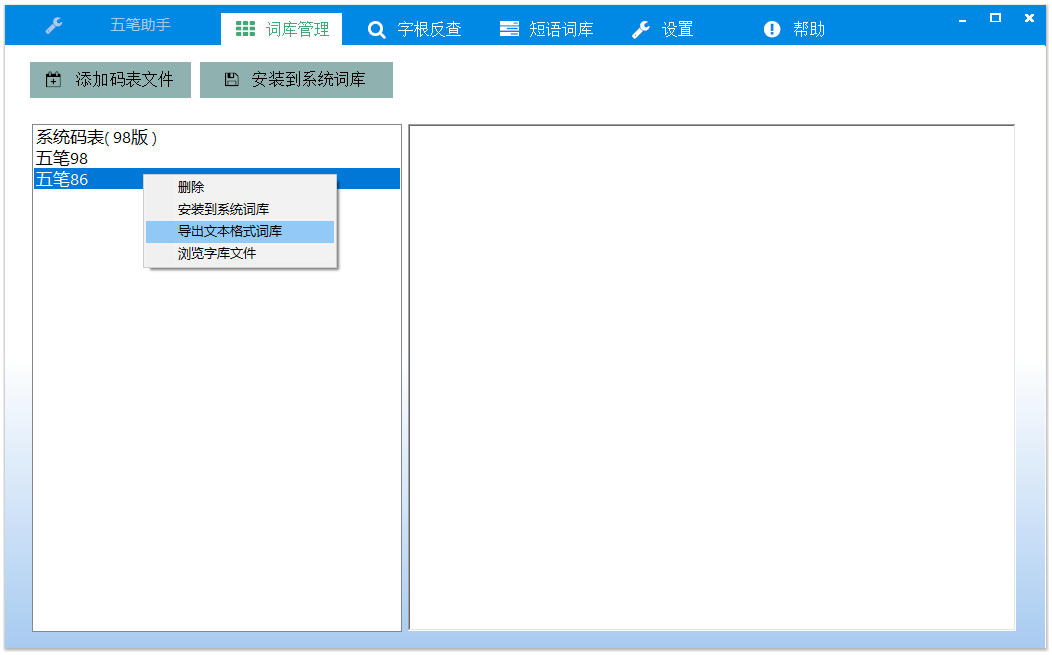 五笔助手 词库管理 字根反查 短语词库 设置 帮助
添加码表文件 安装到系统词库
系统码表( 98版 )
五笔98
五笔86
删除
安装到系统词库
导出文本格式词库
浏览字库文件